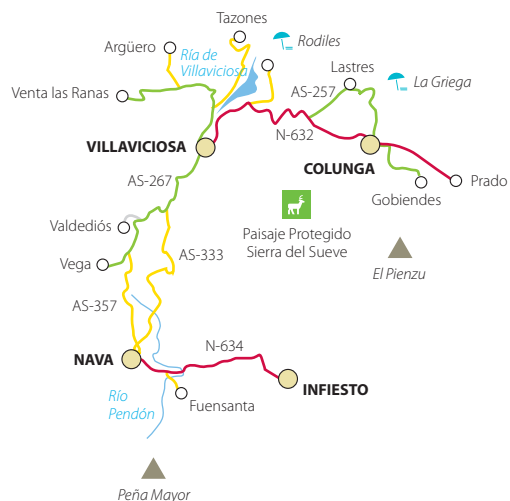 Tazones
Argüero
Rodiles
Ría de
Villaviciosa
Lastres
La Griega
Venta las Ranas
AS-257
N-632
VILLAVICIOSA
COLUNGA
AS-267
Prado
Gobiendes
Valdediós
Paisaje Protegido
Sierra del Sueve
AS-333
Vega
El Pienzu
AS-357
N-634
NAVA
INFIESTO
Río
Pendón
Fuensanta
Peña Mayor